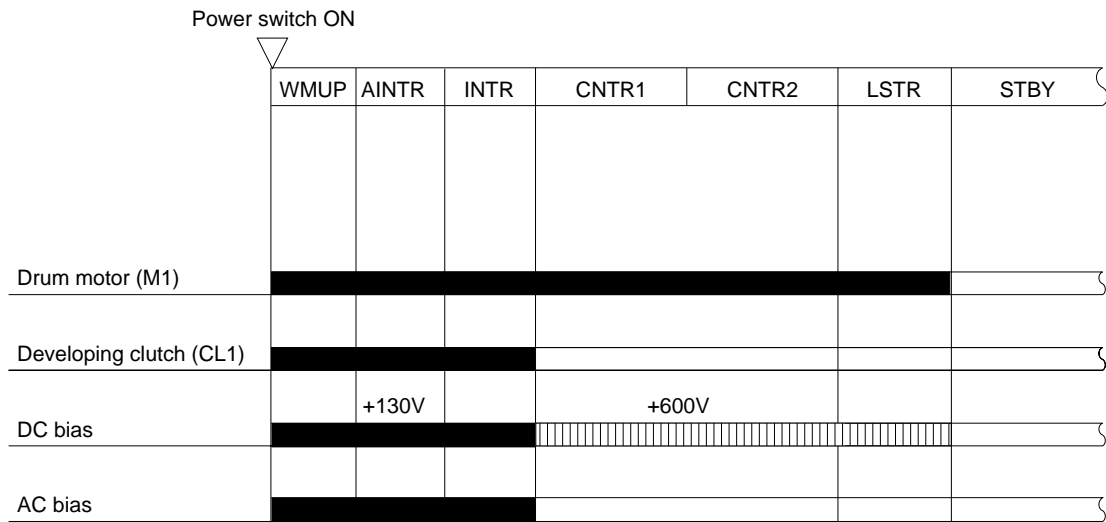 Power switch ON
WMUP AINTR INTR CNTR1 CNTR2 LSTR STBY
Drum motor (M1)
Developing clutch (CL1)
+130V +600V
DC bias
AC bias